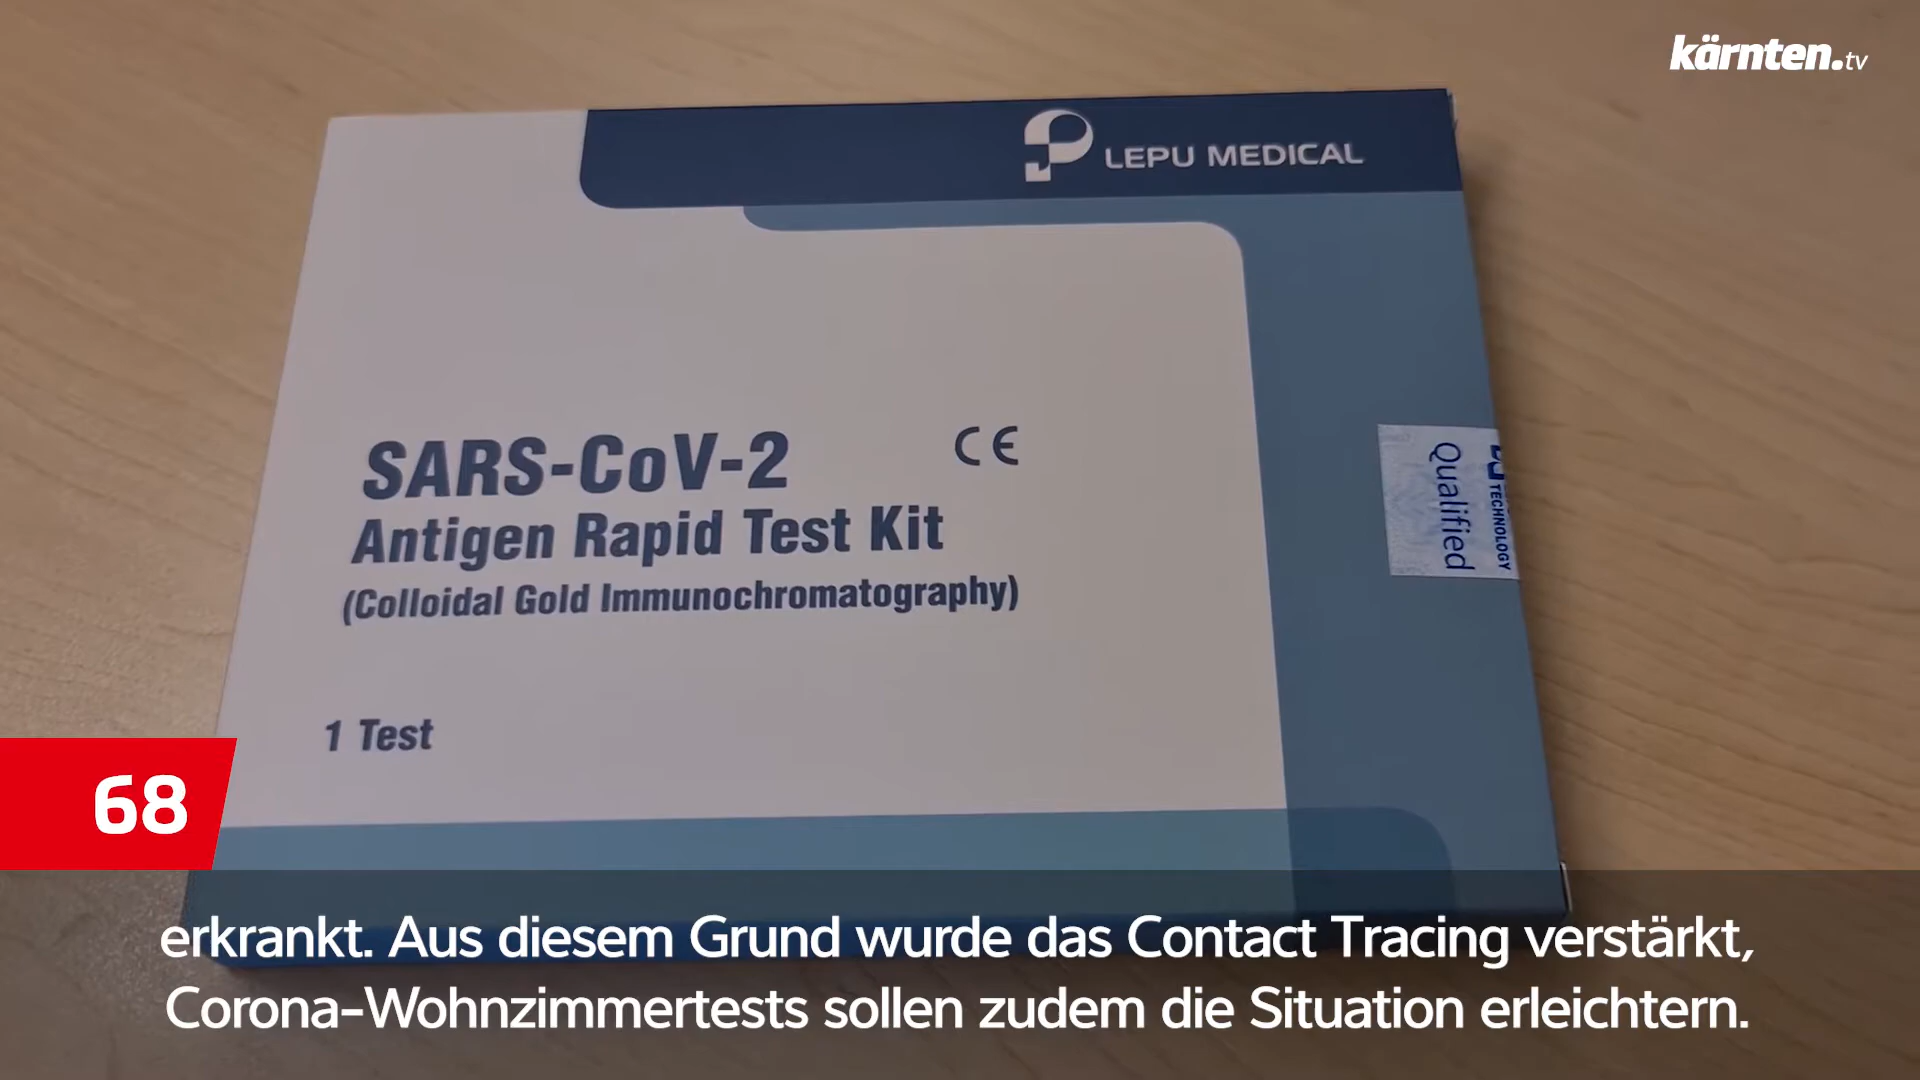 kärnten.tv
LEPU MEDICAL
SARS-CoV-2
CE
Antigen Rapid Test Kit
(Colloidal Gold Immunochromatography)
1 Test
Qualified
TECHNOLOGY
68
erkrankt. Aus diesem Grund wurde das Contact Tracing verstärkt,
Corona-Wohnzimmertests sollen zudem die Situation erleichtern.